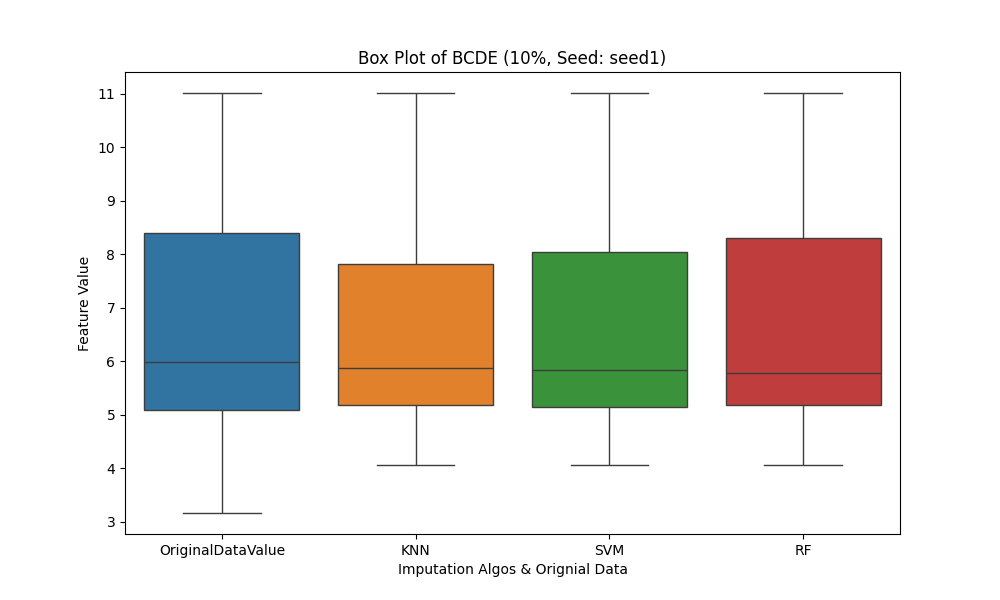 Box Plot of BCDE (10%, Seed: seed1)
Feature Value
11
10
9
8
7
6
5
4
3
OriginalDataValue KNN SVM RF
Imputation Algos & Orignial Data